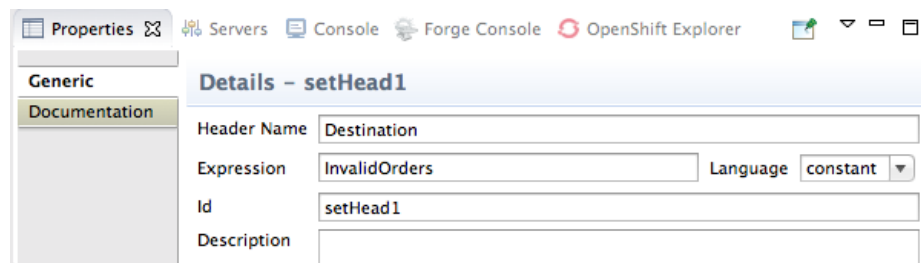 Properties Servers Console Forge Console OpenShift Explorer
Generic
Documentation
Details – setHead1
Header Name Destination
Expression InvalidOrders Language constant
Id setHead1
Description